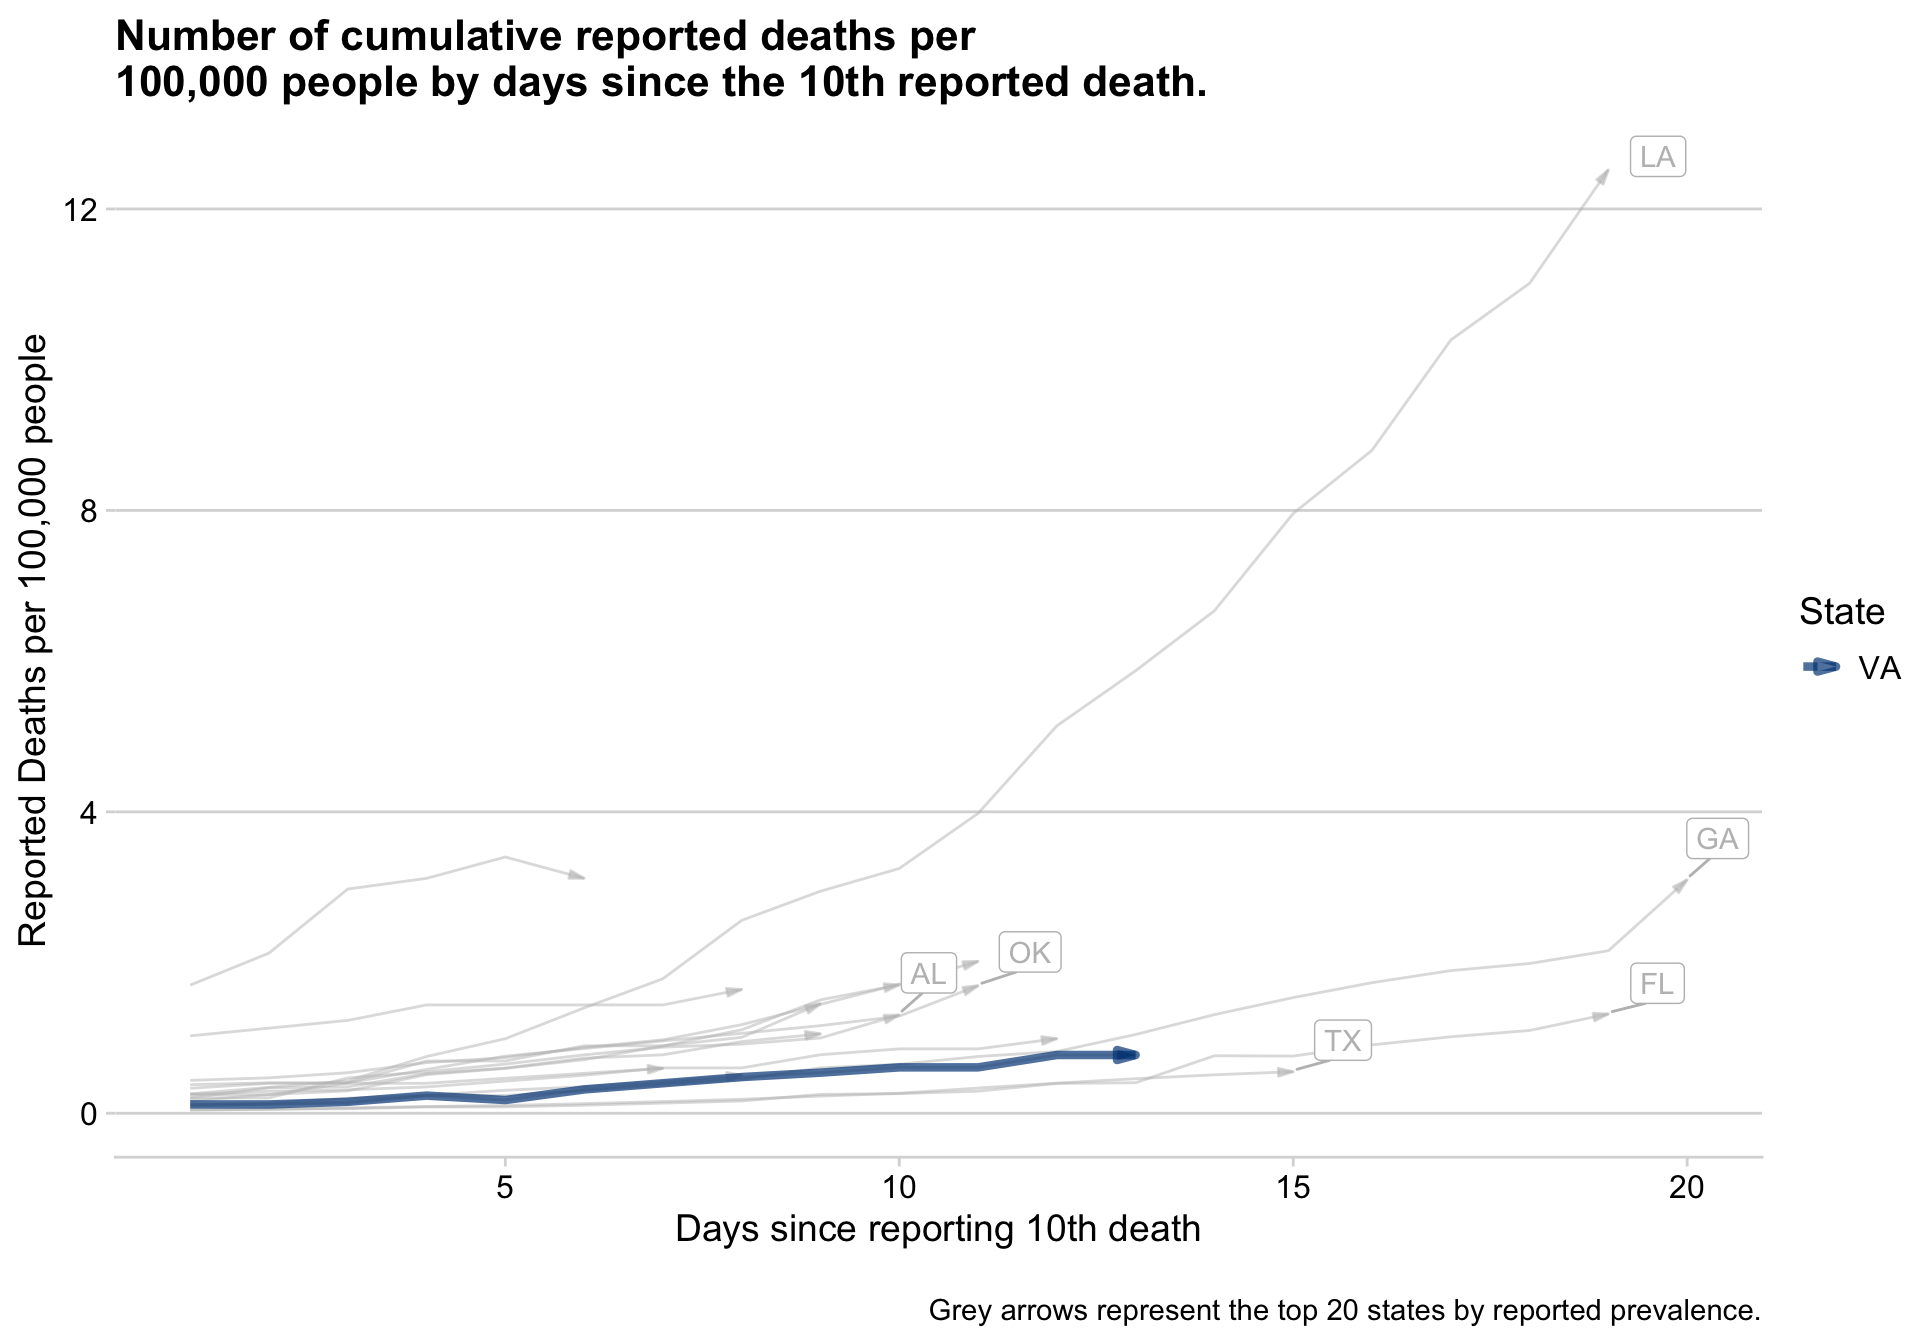 Number of cumulative reported deaths per
100,000 people by days since the 10th reported death.
Reported Deaths per 100,000 people
12
8
4
0
LA
GA
FL
TX
OK
AL
State
VA
5
10
15
20
Days since reporting 10th death
Grey arrows represent the top 20 states by reported prevalence.